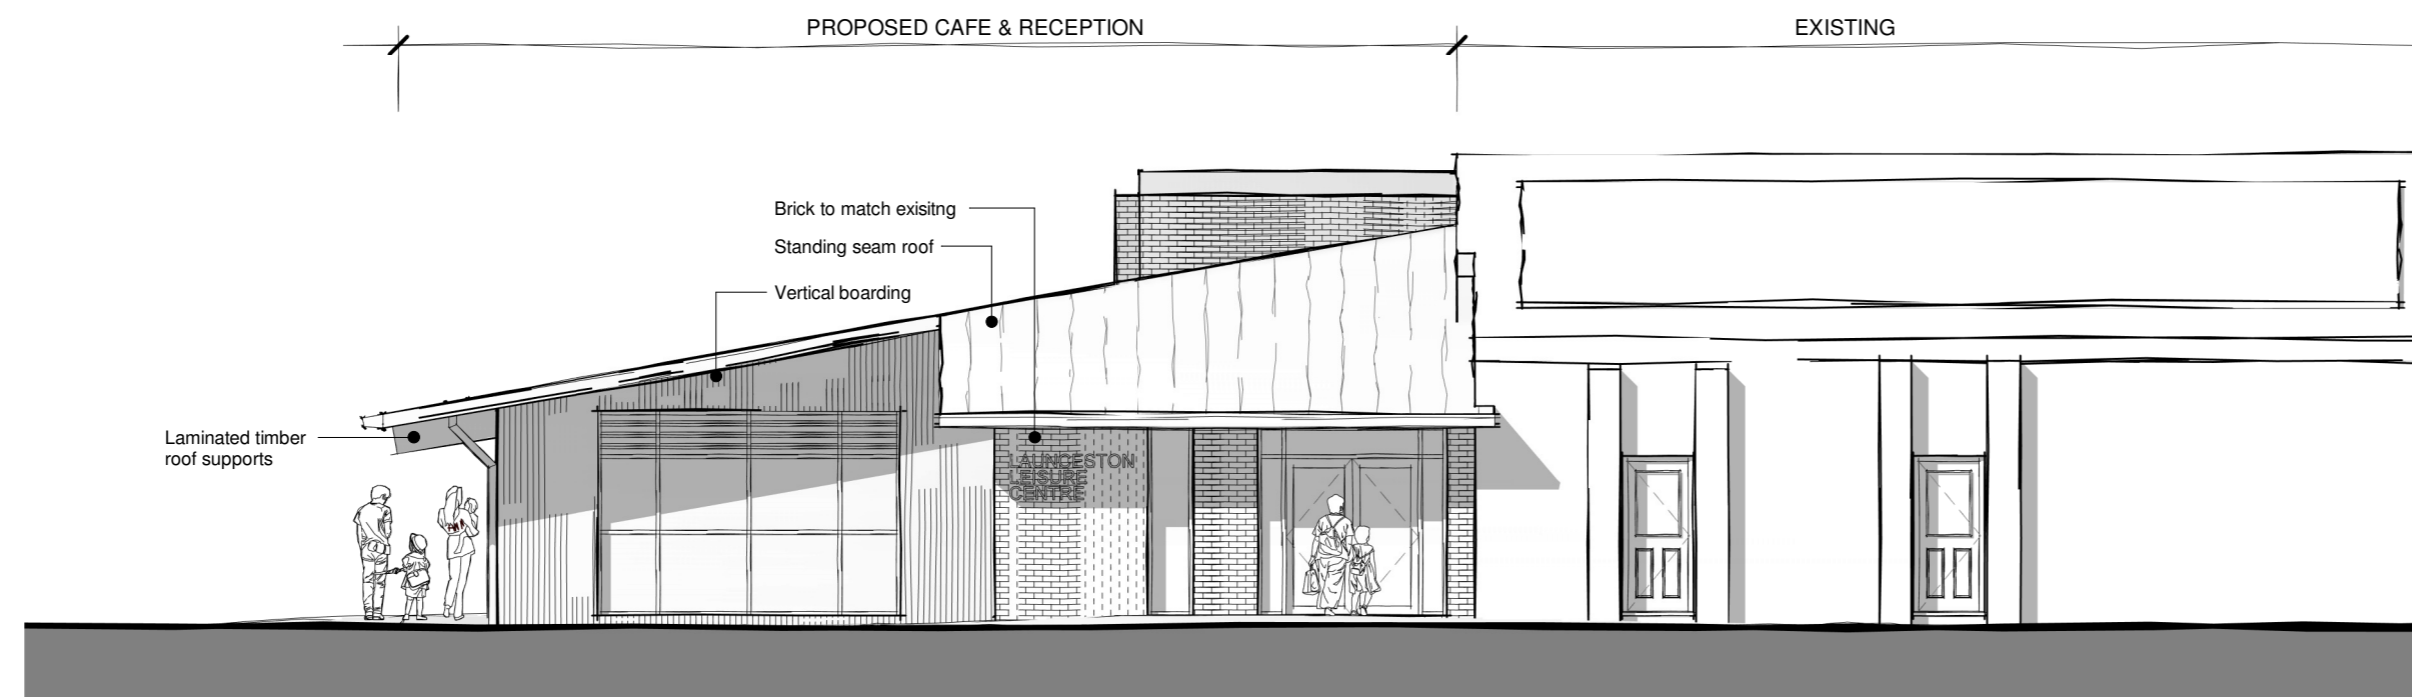 PROPOSED CAFE & RECEPTION
EXISTING
Brick to match exisitng
Standing seam roof
Vertical boarding
Laminated timber
roof supports
LAUNCESTON
LEISURE
CENTRE